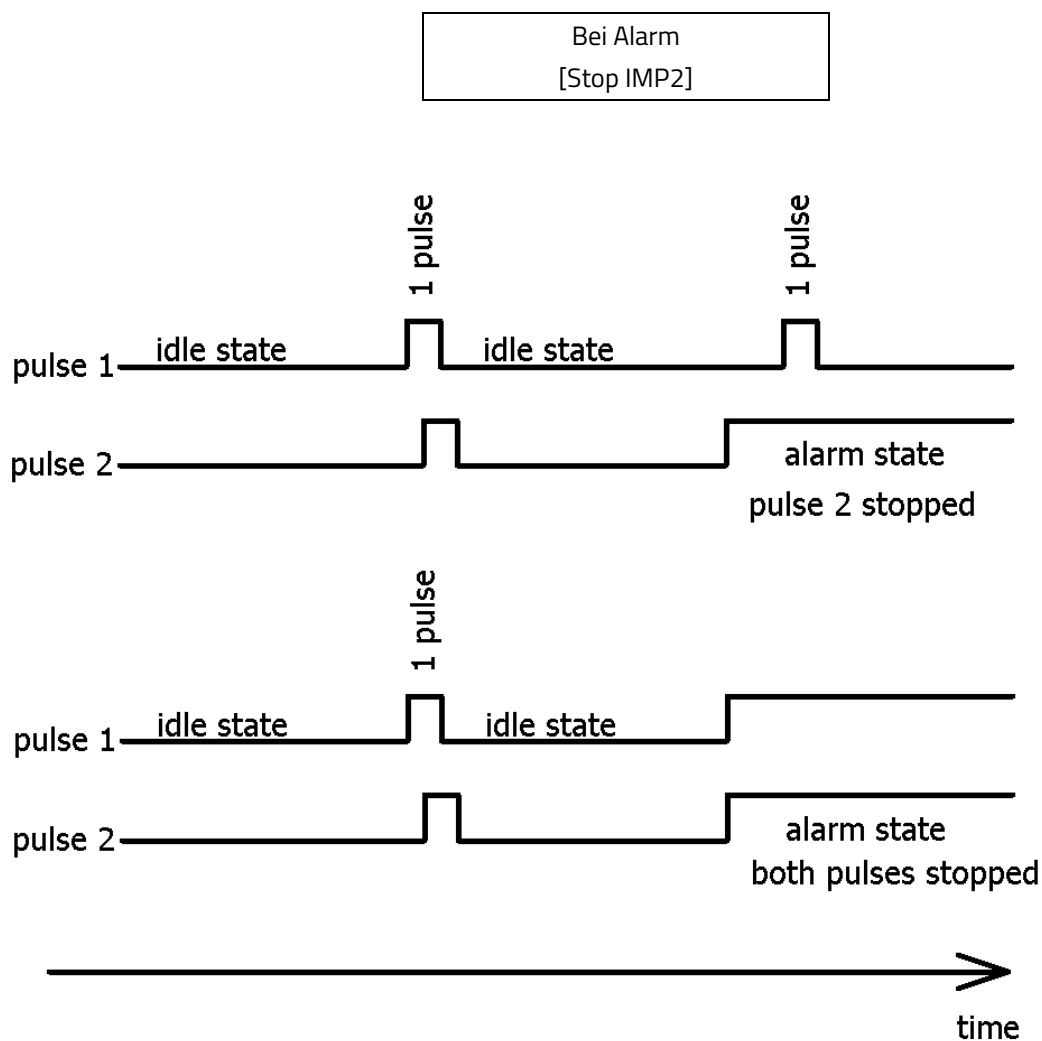 Bei Alarm
[Stop IMP2]
1 pulse
1 pulse
idle state
idle state
pulse 1
pulse 2
alarm state
pulse 2 stopped
1 pulse
idle state
idle state
pulse 1
pulse 2
alarm state
both pulses stopped
time